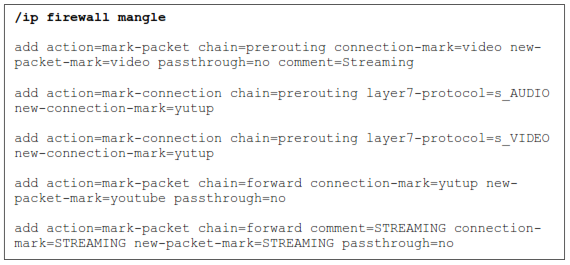 /ip firewall mangle
add action=mark-packet chain=prerouting connection-mark=video new-
packet-mark=video passthrough=no comment=Streaming
add action=mark-connection chain=prerouting layer7-protocol=s_AUDIO
new-connection-mark=yutup
add action=mark-connection chain=prerouting layer7-protocol=s_VIDEO
new-connection-mark=yutup
add action=mark-packet chain=forward connection-mark=yutup new-
packet-mark=youtube passthrough=no
add action=mark-packet chain=forward comment=STREAMING connection-
mark=STREAMING new-packet-mark=STREAMING passthrough=no